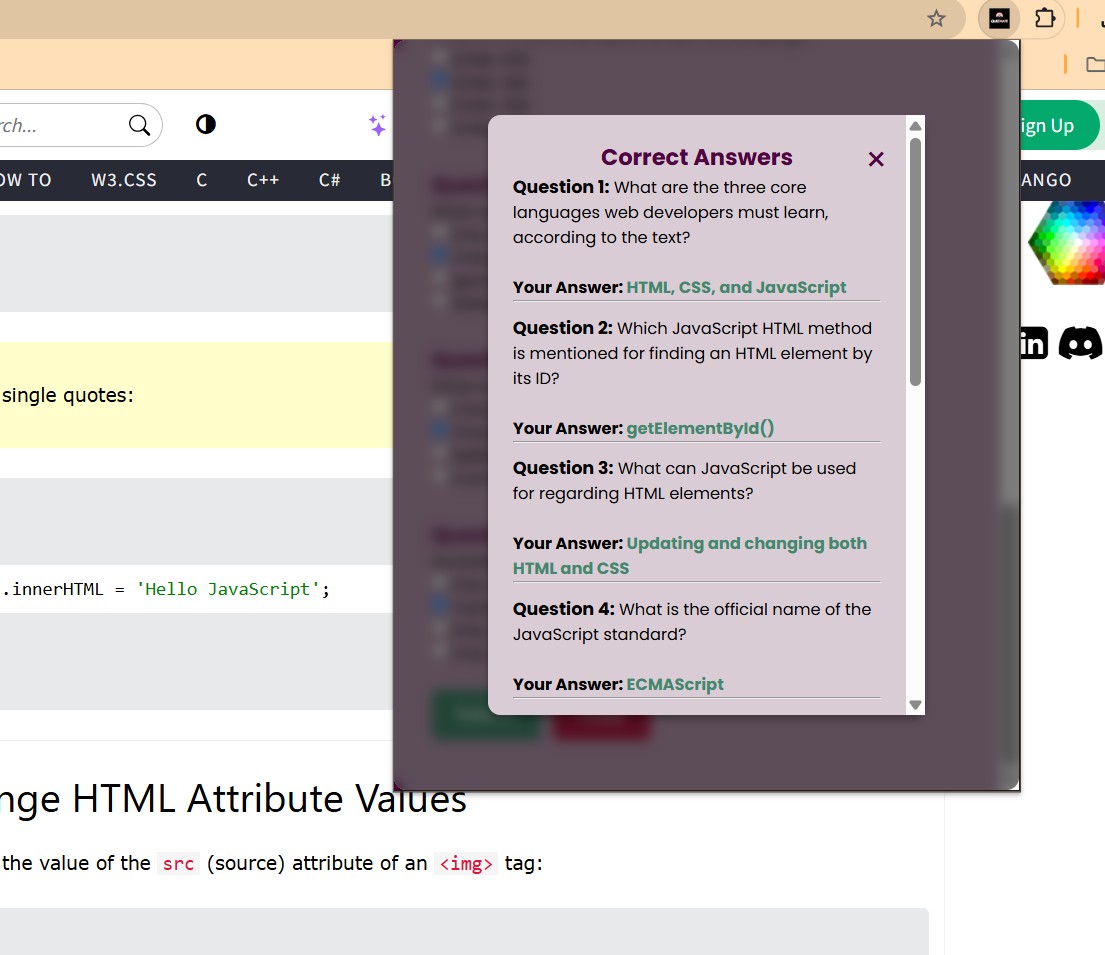 rch...
ign Up
OW TO
W3.CSS
C
C++
C#
B
ANGO
Correct Answers
×
Question 1: What are the three core
languages web developers must learn,
according to the text?
Your Answer: HTML, CSS, and JavaScript
Question 2: Which JavaScript HTML method
is mentioned for finding an HTML element by
its ID?
Your Answer: getElementById()
Question 3: What can JavaScript be used
for regarding HTML elements?
Your Answer: Updating and changing both
HTML and CSS
Question 4: What is the official name of the
JavaScript standard?
Your Answer: ECMAScript
in
single quotes:
.innerHTML = 'Hello JavaScript';
nge HTML Attribute Values
the value of the src (source) attribute of an <img> tag: